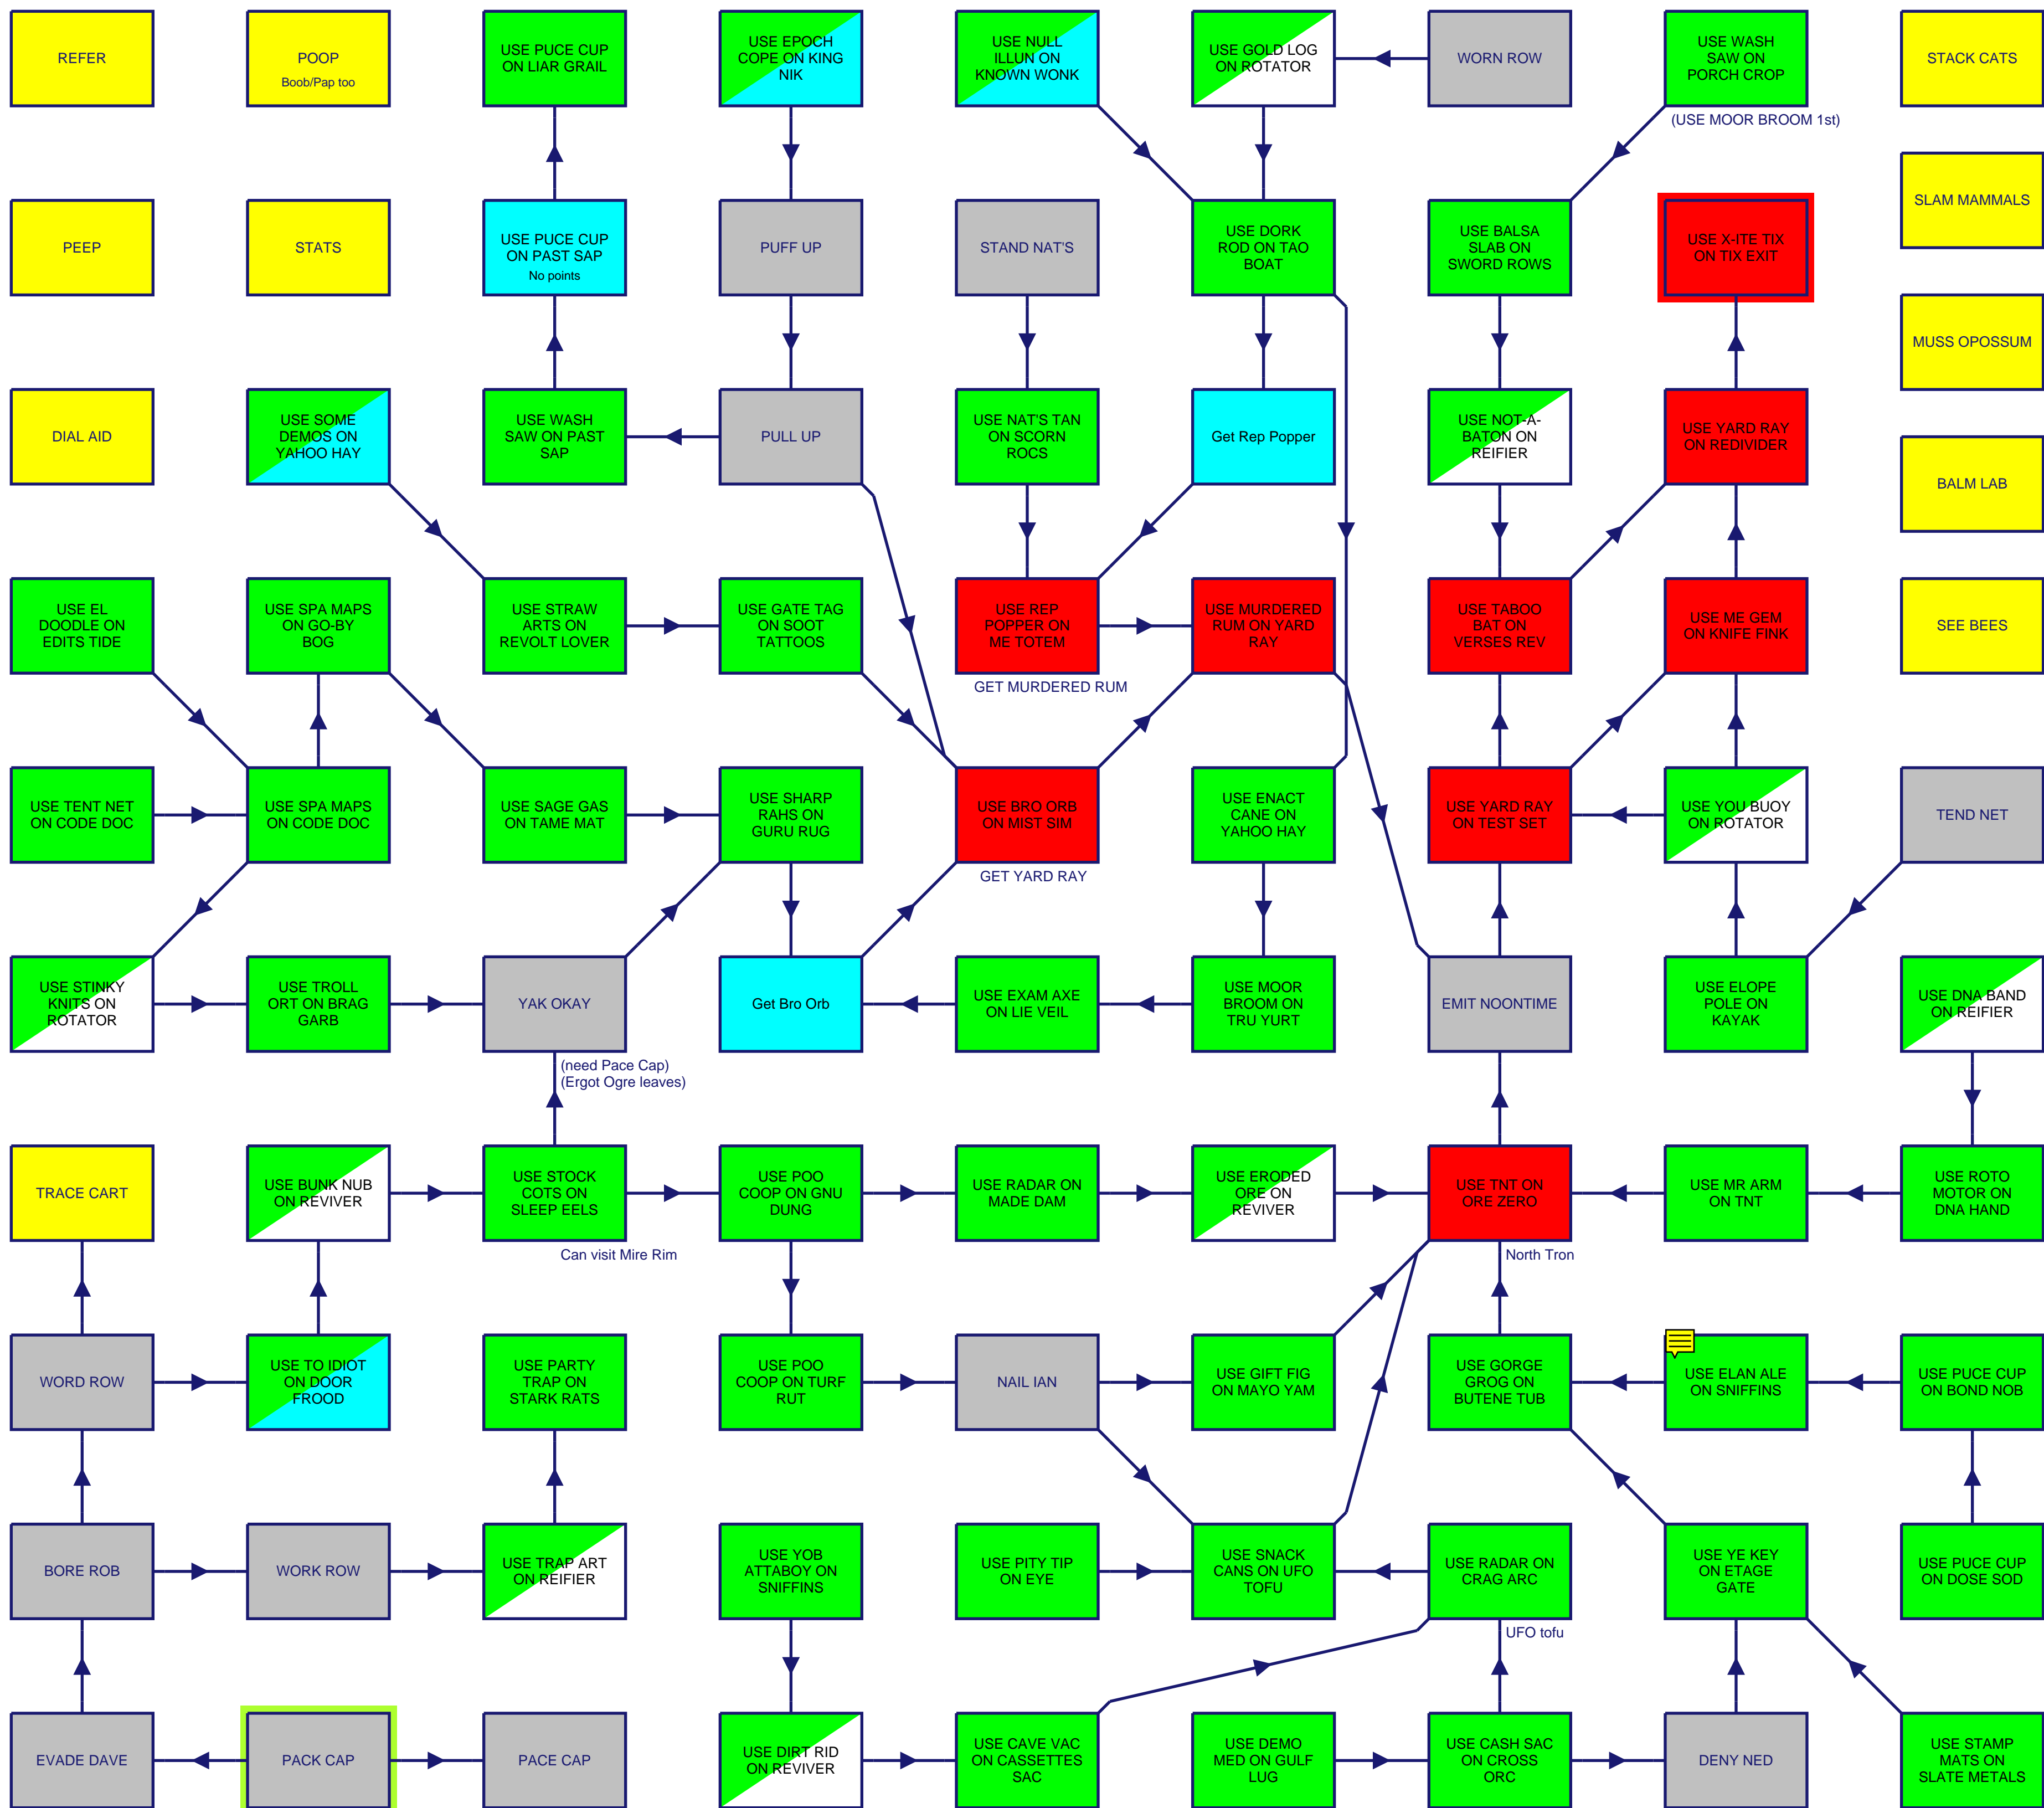 REFER
POOP
Boob/Pap too
USE PUCE CUP
ON LIAR GRAIL
USE EPOCH
COPE ON KING
NIK
USE NULL
ILLUN ON
KNOWN WONK
USE GOLD LOG
ON ROTATOR
WORN ROW
USE WASH
SAW ON
PORCH CROP
(USE MOOR BROOM 1st)
STACK CATS
SLAM MAMMALS
PEEP
STATS
USE PUCE CUP
ON PAST SAP
No points
PUFF UP
STAND NAT'S
USE DORK
ROD ON TAO
BOAT
USE BALSA
SLAB ON
SWORD ROWS
USE X-ITE TIX
ON TIX EXIT
MUSS OPOSSUM
DIAL AID
USE SOME
DEMOS ON
YAHOO HAY
USE WASH
SAW ON PAST
SAP
PULL UP
USE NAT'S TAN
ON SCORN
ROCS
Get Rep Popper
USE NOT-A-
BATON ON
REIFIER
USE YARD RAY
ON REDIVIDER
BALM LAB
USE EL
DOODLE ON
EDITS TIDE
USE SPA MAPS
ON GO-BY
BOG
USE STRAW
ARTS ON
REVOLT LOVER
USE GATE TAG
ON SOOT
TATTOOS
USE REP
POPPER ON
ME TOTEM
GET MURDERED RUM
USE MURDERED
RUM ON YARD
RAY
USE TABOO
BAT ON
VERSES REV
USE ME GEM
ON KNIFE FINK
SEE BEES
USE TENT NET
ON CODE DOC
USE SPA MAPS
ON CODE DOC
USE SAGE GAS
ON TAME MAT
USE SHARP
RAHS ON
GURU RUG
USE BRO ORB
ON MIST SIM
GET YARD RAY
USE ENACT
CANE ON
YAHOO HAY
USE YARD RAY
ON TEST SET
USE YOU BUOY
ON ROTATOR
TEND NET
USE STINKY
KNITS ON
ROTATOR
USE TROLL
ORT ON BRAG
GARB
YAK OKAY
(need Pace Cap)
(Ergot Ogre leaves)
Get Bro Orb
USE EXAM AXE
ON LIE VEIL
USE MOOR
BROOM ON
TRU YURT
EMIT NOONTIME
USE ELOPE
POLE ON
KAYAK
USE DNA BAND
ON REIFIER
TRACE CART
USE BUNK NUB
ON REVIVER
USE STOCK
COTS ON
SLEEP EELS
Can visit Mire Rim
USE POO
COOP ON GNU
DUNG
USE RADAR ON
MADE DAM
USE ERODED
ORE ON
REVIVER
USE TNT ON
ORE ZERO
North Tron
USE MR ARM
ON TNT
USE ROTO
MOTOR ON
DNA HAND
WORD ROW
USE TO IDIOT
ON DOOR
FROOD
USE PARTY
TRAP ON
STARK RATS
USE POO
COOP ON TURF
RUT
NAIL IAN
USE GIFT FIG
ON MAYO YAM
USE GORGE
GROG ON
BUTENE TUB
USE ELAN ALE
ON SNIFFINS
USE PUCE CUP
ON BOND NOB
BORE ROB
WORK ROW
USE TRAP ART
ON REIFIER
USE YOB
ATTABOY ON
SNIFFINS
USE PITY TIP
ON EYE
USE SNACK
CANS ON UFO
TOFU
USE RADAR ON
CRAG ARC
UFO tofu
USE YE KEY
ON ETAGE
GATE
USE PUCE CUP
ON DOSE SOD
EVADE DAVE
PACK CAP
PACE CAP
USE DIRT RID
ON REVIVER
USE CAVE VAC
ON CASSETTES
SAC
USE DEMO
MED ON GULF
LUG
USE CASH SAC
ON CROSS
ORC
DENY NED
USE STAMP
MATS ON
SLATE METALS